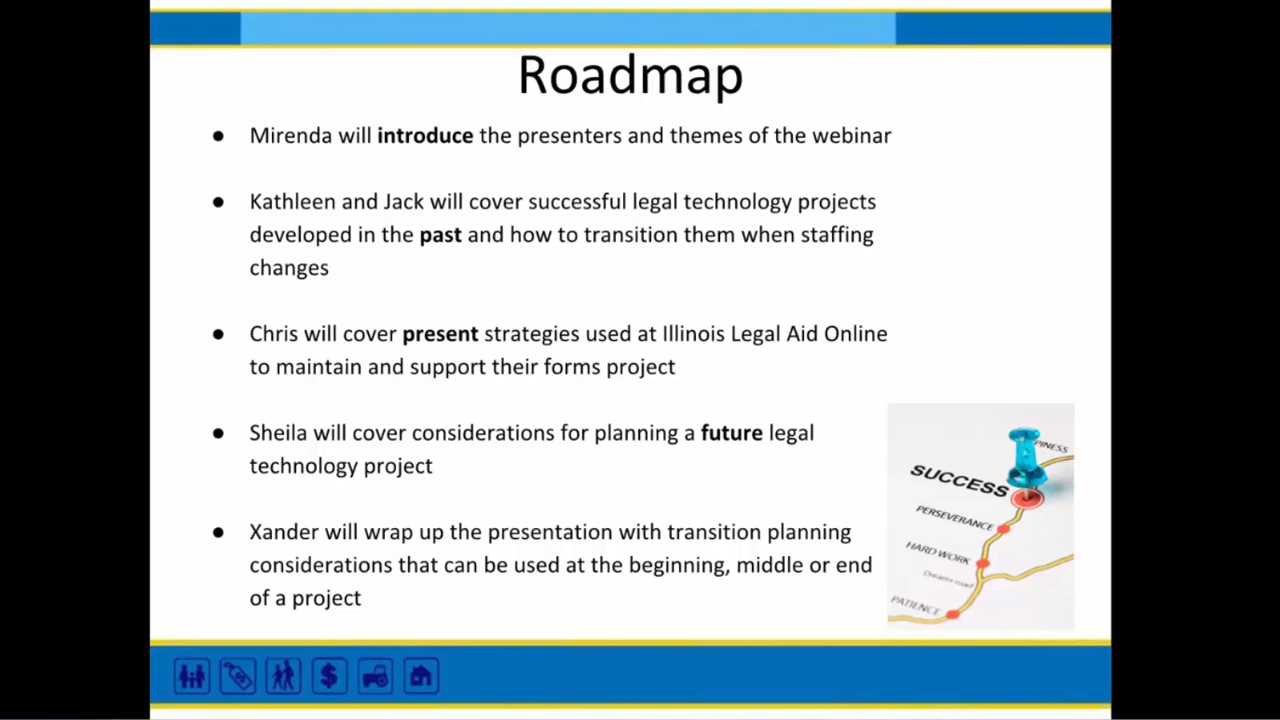 Roadmap
● Mirenda will introduce the presenters and themes of the webinar
● Kathleen and Jack will cover successful legal technology projects
developed in the past and how to transition them when staffing
changes
● Chris will cover present strategies used at Illinois Legal Aid Online
to maintain and support their forms project
● Sheila will cover considerations for planning a future legal
technology project
● Xander will wrap up the presentation with transition planning
considerations that can be used at the beginning, middle or end
of a project
PINESS
SUCCESS
PERSEVERANCE
HARD WORK
Dreams road
PATIENCE
$